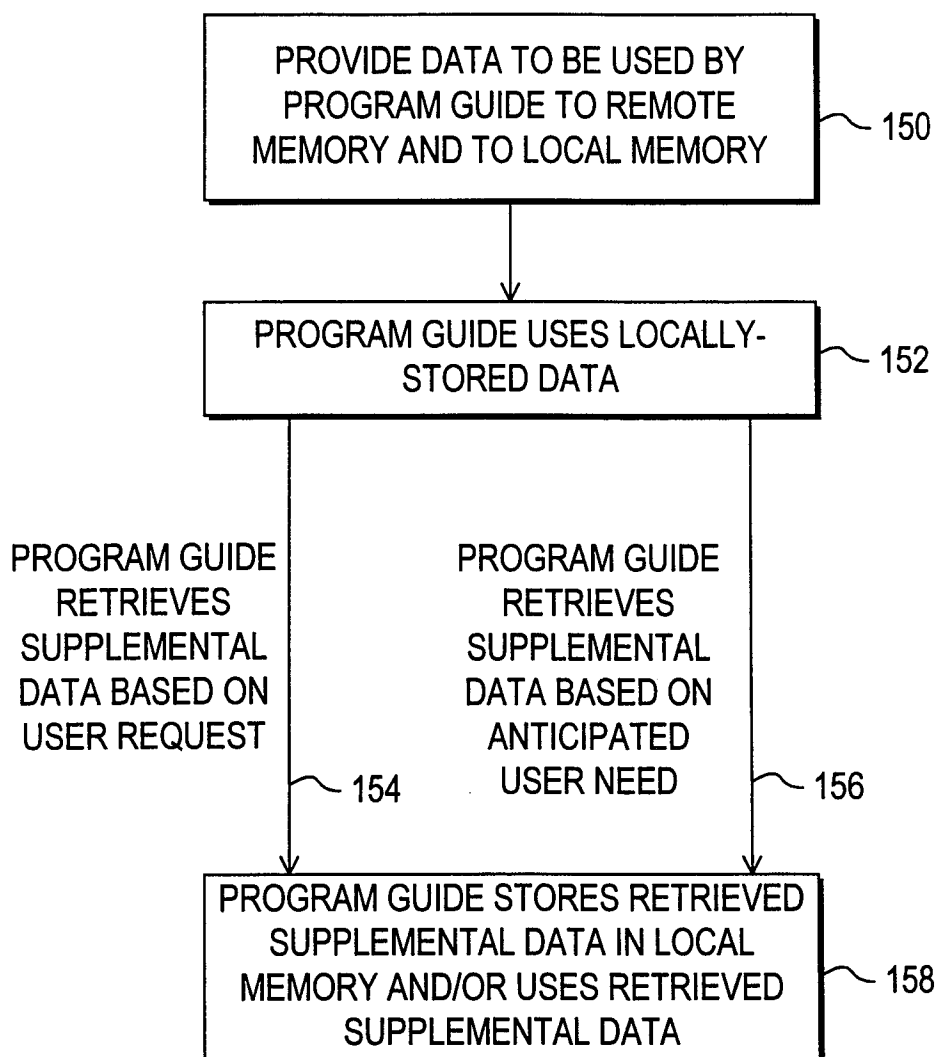 PROVIDE DATA TO BE USED BY
PROGRAM GUIDE TO REMOTE
MEMORY AND TO LOCAL MEMORY
150
PROGRAM GUIDE USES LOCALLY-
STORED DATA
152
PROGRAM GUIDE
RETRIEVES
SUPPLEMENTAL
DATA BASED ON
USER REQUEST
154
PROGRAM GUIDE
RETRIEVES
SUPPLEMENTAL
DATA BASED ON
ANTICIPATED
USER NEED
156
PROGRAM GUIDE STORES RETRIEVED
SUPPLEMENTAL DATA IN LOCAL
MEMORY AND/OR USES RETRIEVED
SUPPLEMENTAL DATA
158